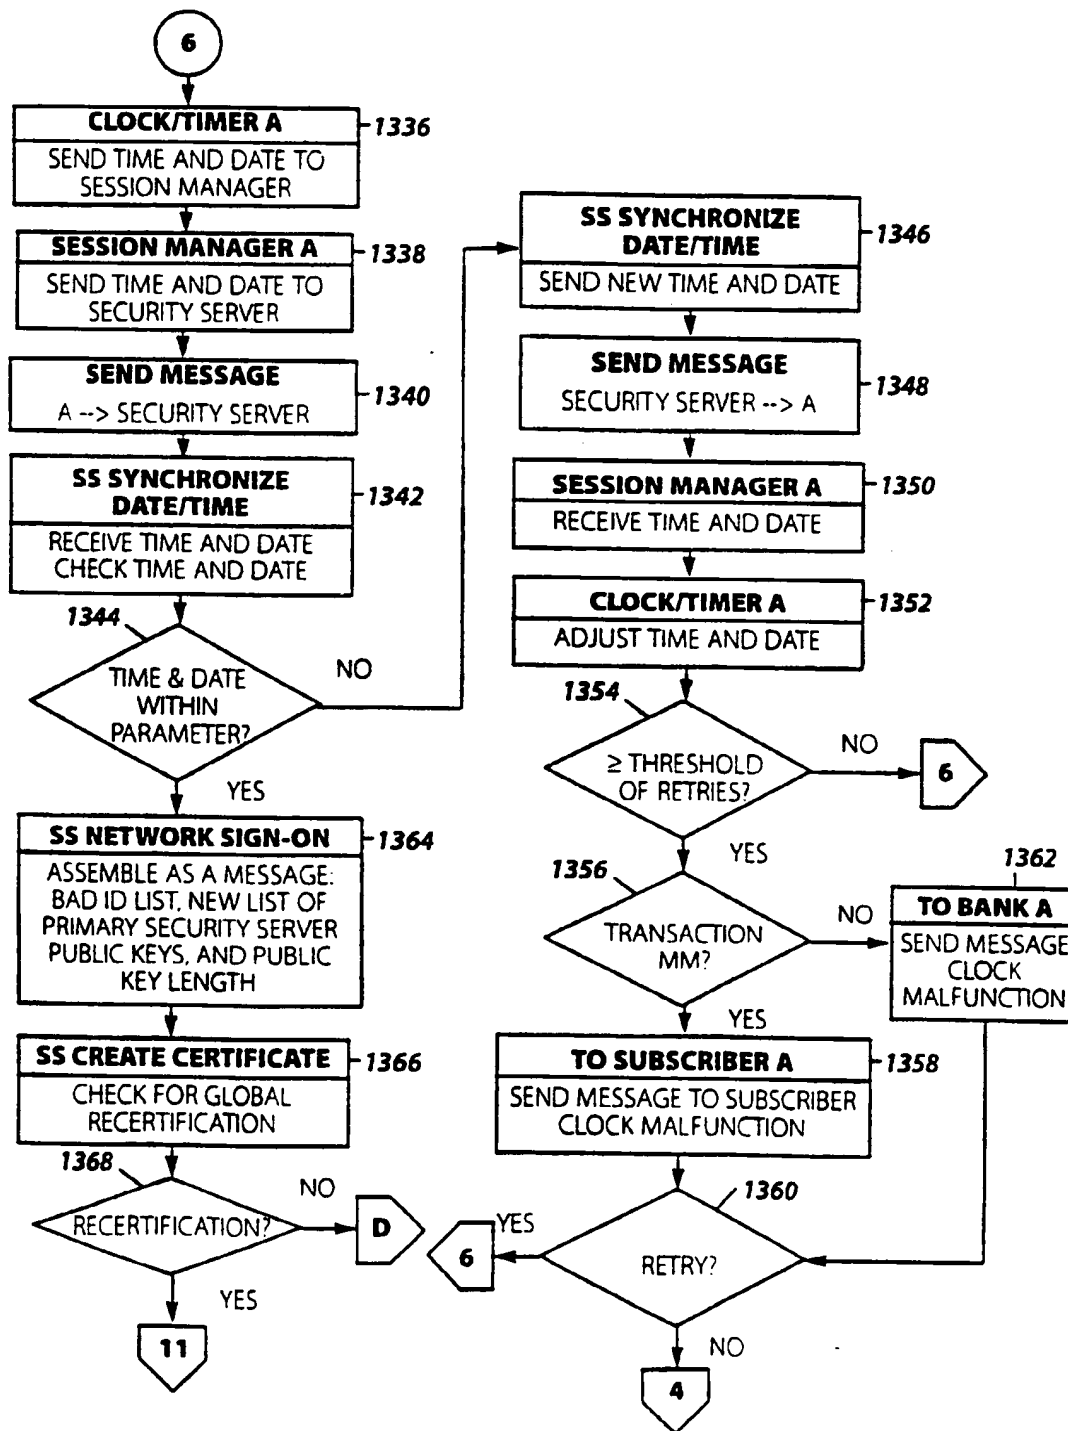 6
CLOCK/TIMER A
1336
SEND TIME AND DATE TO
SESSION MANAGER
SESSION MANAGER A
1338
SEND TIME AND DATE TO
SECURITY SERVER
SEND MESSAGE
1340
A --> SECURITY SERVER
SS SYNCHRONIZE
DATE/TIME
1342
RECEIVE TIME AND DATE
CHECK TIME AND DATE
1344
TIME & DATE
WITHIN
PARAMETER?
NO
YES
SS NETWORK SIGN-ON
1364
ASSEMBLE AS A MESSAGE:
BAD ID LIST, NEW LIST OF
PRIMARY SECURITY SERVER
PUBLIC KEYS, AND PUBLIC
KEY LENGTH
SS CREATE CERTIFICATE
1366
CHECK FOR GLOBAL
RECERTIFICATION
1368
RECERTIFICATION?
NO
D
YES
11
SS SYNCHRONIZE
DATE/TIME
1346
SEND NEW TIME AND DATE
SEND MESSAGE
1348
SECURITY SERVER --> A
SESSION MANAGER A
1350
RECEIVE TIME AND DATE
CLOCK/TIMER A
1352
ADJUST TIME AND DATE
1354
≥ THRESHOLD
OF RETRIES?
NO
6
YES
1356
TRANSACTION
MM?
NO
1362
TO BANK A
SEND MESSAGE
CLOCK
MALFUNCTION
YES
TO SUBSCRIBER A
1358
SEND MESSAGE TO SUBSCRIBER
CLOCK MALFUNCTION
1360
RETRY?
YES
6
NO
4